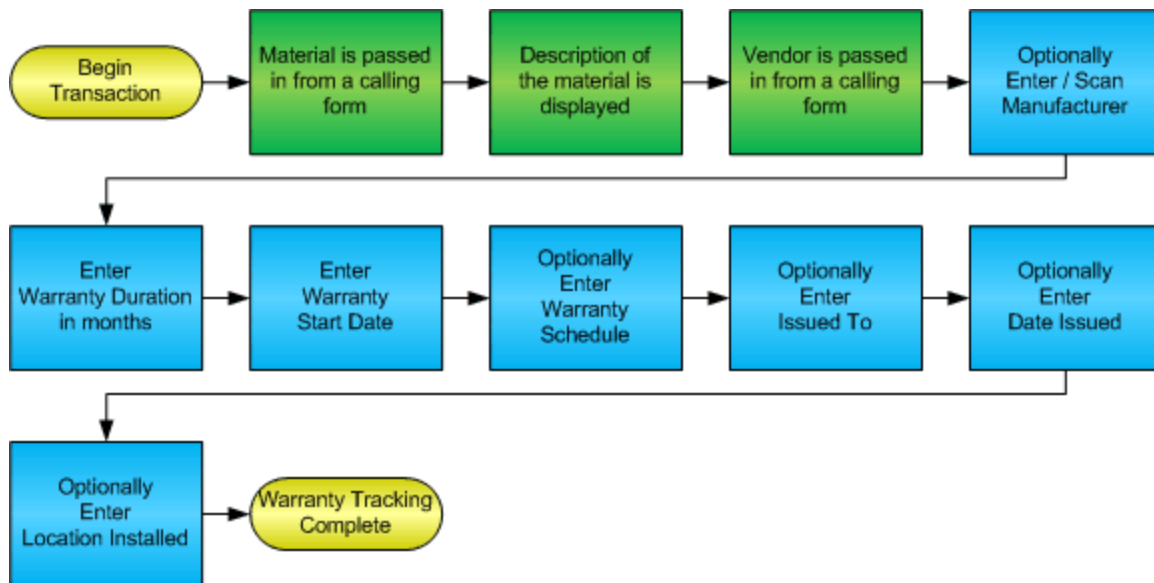 Begin
Transaction
Material is passed
in from a calling
form
Description of
the material is
displayed
Vendor is passed
in from a calling
form
Optionally
Enter / Scan
Manufacturer
Enter
Warranty Duration
in months
Enter
Warranty
Start Date
Optionally
Enter
Warranty
Schedule
Optionally
Enter
Issued To
Optionally
Enter
Date Issued
Optionally
Enter
Location Installed
Warranty Tracking
Complete